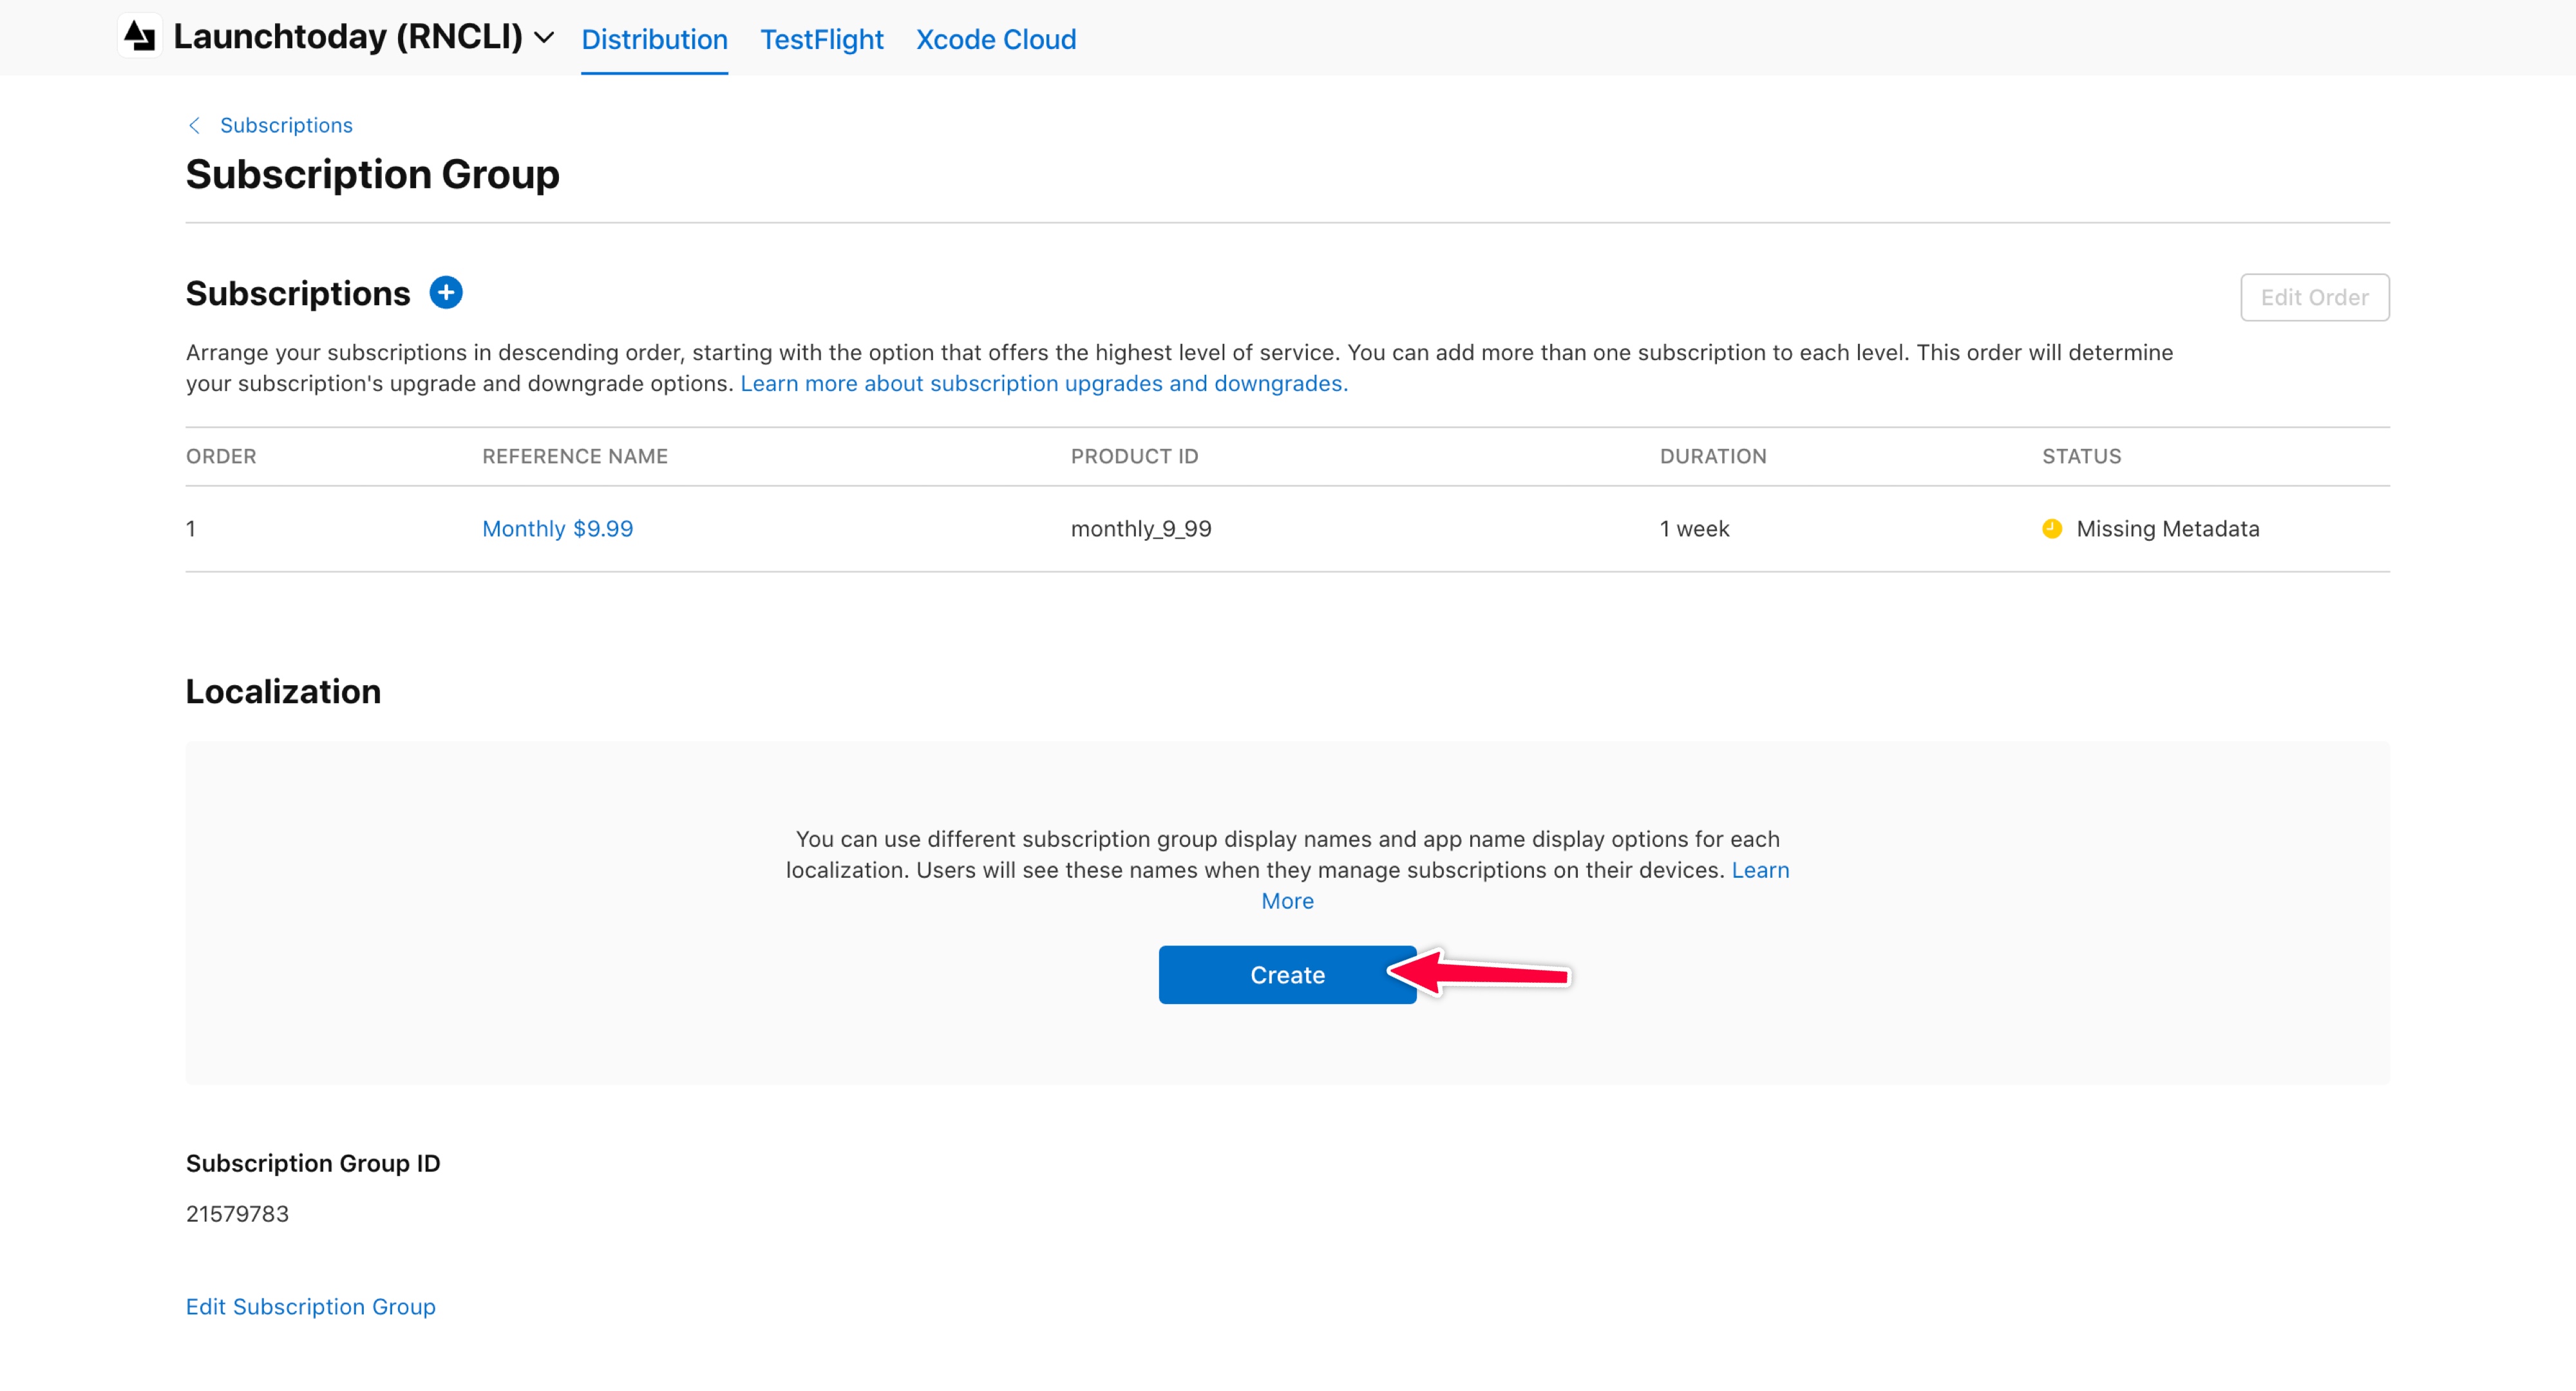 Launchtoday (RNCLI) Distribution TestFlight Xcode Cloud
Subscriptions
Subscription Group
Subscriptions
Edit Order
Arrange your subscriptions in descending order, starting with the option that offers the highest level of service. You can add more than one subscription to each level. This order will determine
your subscription's upgrade and downgrade options. Learn more about subscription upgrades and downgrades.
ORDER REFERENCE NAME PRODUCT ID DURATION STATUS
1 Monthly $9.99 monthly_9_99 1 week Missing Metadata
Localization
You can use different subscription group display names and app name display options for each
localization. Users will see these names when they manage subscriptions on their devices. Learn
More
Create
Subscription Group ID
21579783
Edit Subscription Group